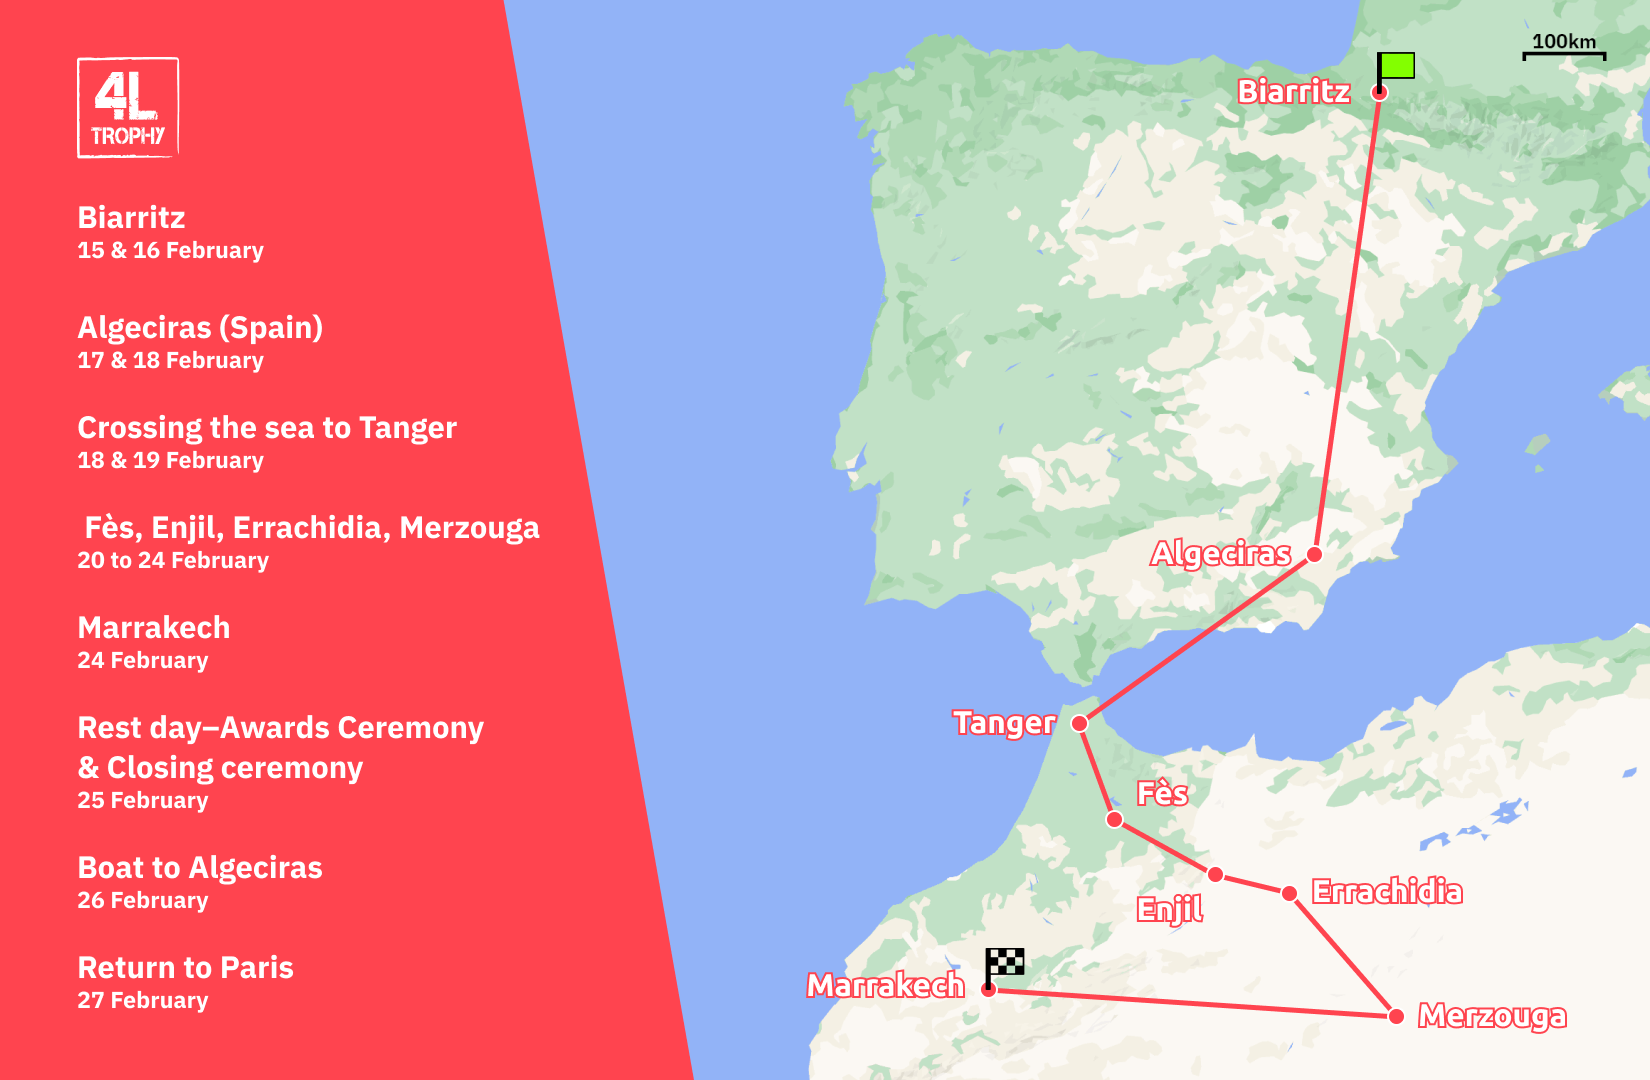 4L
TROPHY
Biarritz
15 & 16 February
Algeciras (Spain)
17 & 18 February
Crossing the sea to Tanger
18 & 19 February
Fès, Enjil, Errachidia, Merzouga
20 to 24 February
Marrakech
24 February
Rest day–Awards Ceremony
& Closing ceremony
25 February
Boat to Algeciras
26 February
Return to Paris
27 February
100km
Biarritz
Algeciras
Tanger
Fès
Enjil
Errachidia
Marrakech
Merzouga